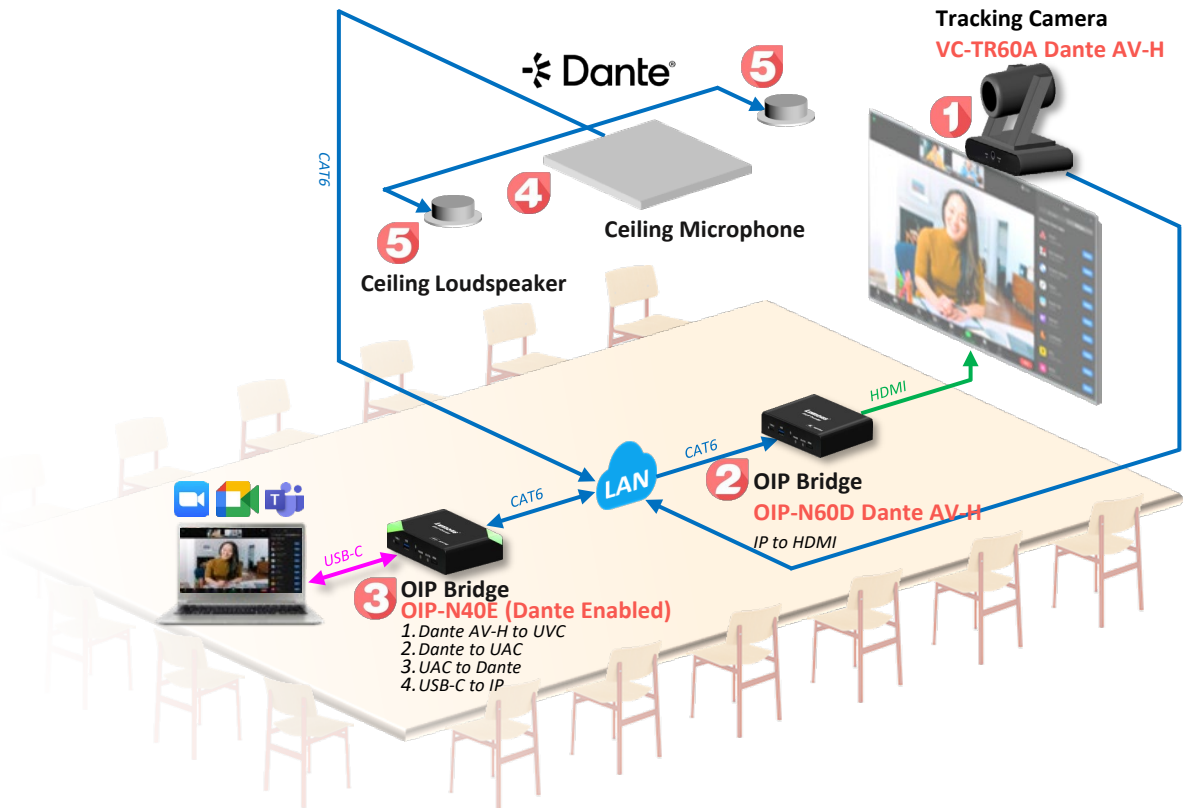 Tracking Camera
VC-TR60A Dante AV-H
Dante®
5
1
CAT6
4
5
Ceiling Microphone
Ceiling Loudspeaker
HDMI
CAT6
LAN
2
OIP Bridge
OIP-N60D Dante AV-H
IP to HDMI
CAT6
USB-C
3
OIP Bridge
OIP-N40E (Dante Enabled)
1. Dante AV-H to UVC
2. Dante to UAC
3. UAC to Dante
4. USB-C to IP
Lumens
Lumens
T